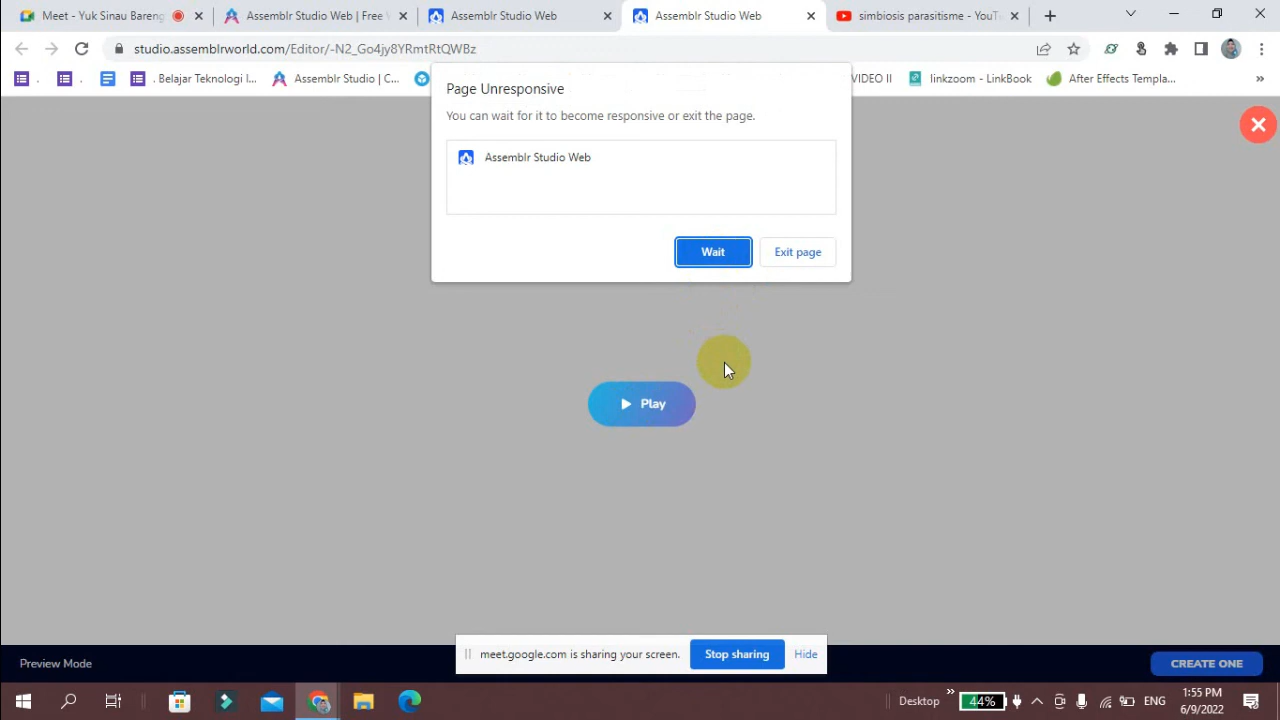 Meet - Yuk Sinau Bareng
Assemblr Studio Web | Free V
Assemblr Studio Web
Assemblr Studio Web
simbiosis parasitisme - YouT
studio.assemblrworld.com/Editor/-N2_Go4jy8YRmtRtQWBz
.
.
. Belajar Teknologi I...
Assemblr Studio | C...
VIDEO II
linkzoom - LinkBook
After Effects Templa...
»
Page Unresponsive
You can wait for it to become responsive or exit the page.
Assemblr Studio Web
Wait
Exit page
Play
meet.google.com is sharing your screen.
Stop sharing
Hide
Preview Mode
CREATE ONE
Desktop
»
44%
ENG
1:55 PM
6/9/2022